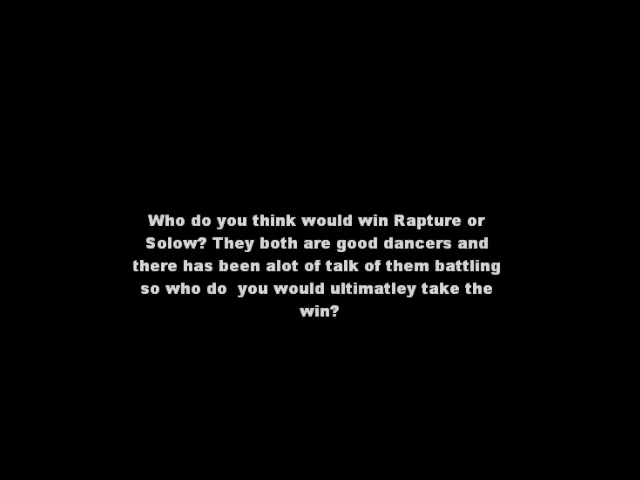 Who do you think would win Rapture or
Solow? They both are good dancers and
there has been alot of talk of them battling
so who do  you would ultimatley take the
win?